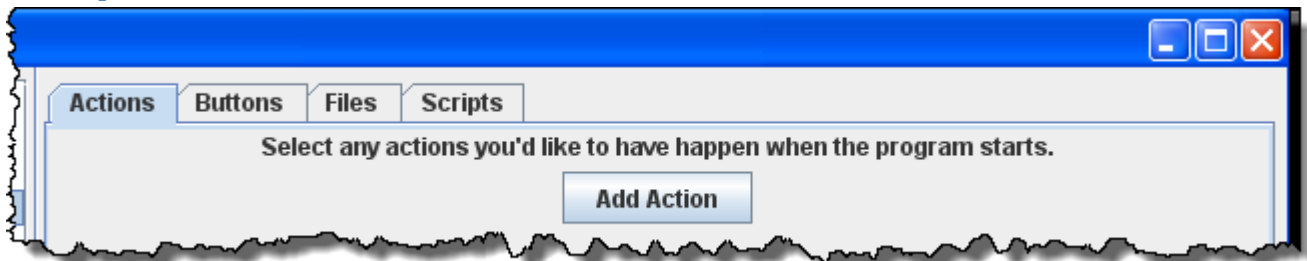 Actions Buttons Files Scripts
Select any actions you'd like to have happen when the program starts.
Add Action